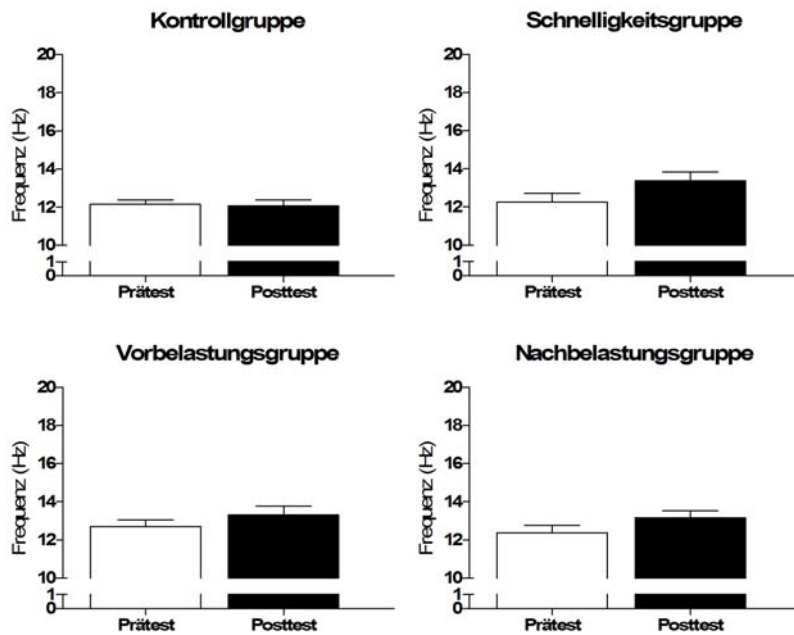 Kontrollgruppe
Frequenz (Hz)
20
18
16
14
12
10
1
0
Prätest
Posttest
Schnelligkeitsgruppe
Frequenz (Hz)
20
18
16
14
12
10
1
0
Prätest
Posttest
Vorbelastungsgruppe
Frequenz (Hz)
20
18
16
14
12
10
1
0
Prätest
Posttest
Nachbelastungsgruppe
Frequenz (Hz)
20
18
16
14
12
10
1
0
Prätest
Posttest